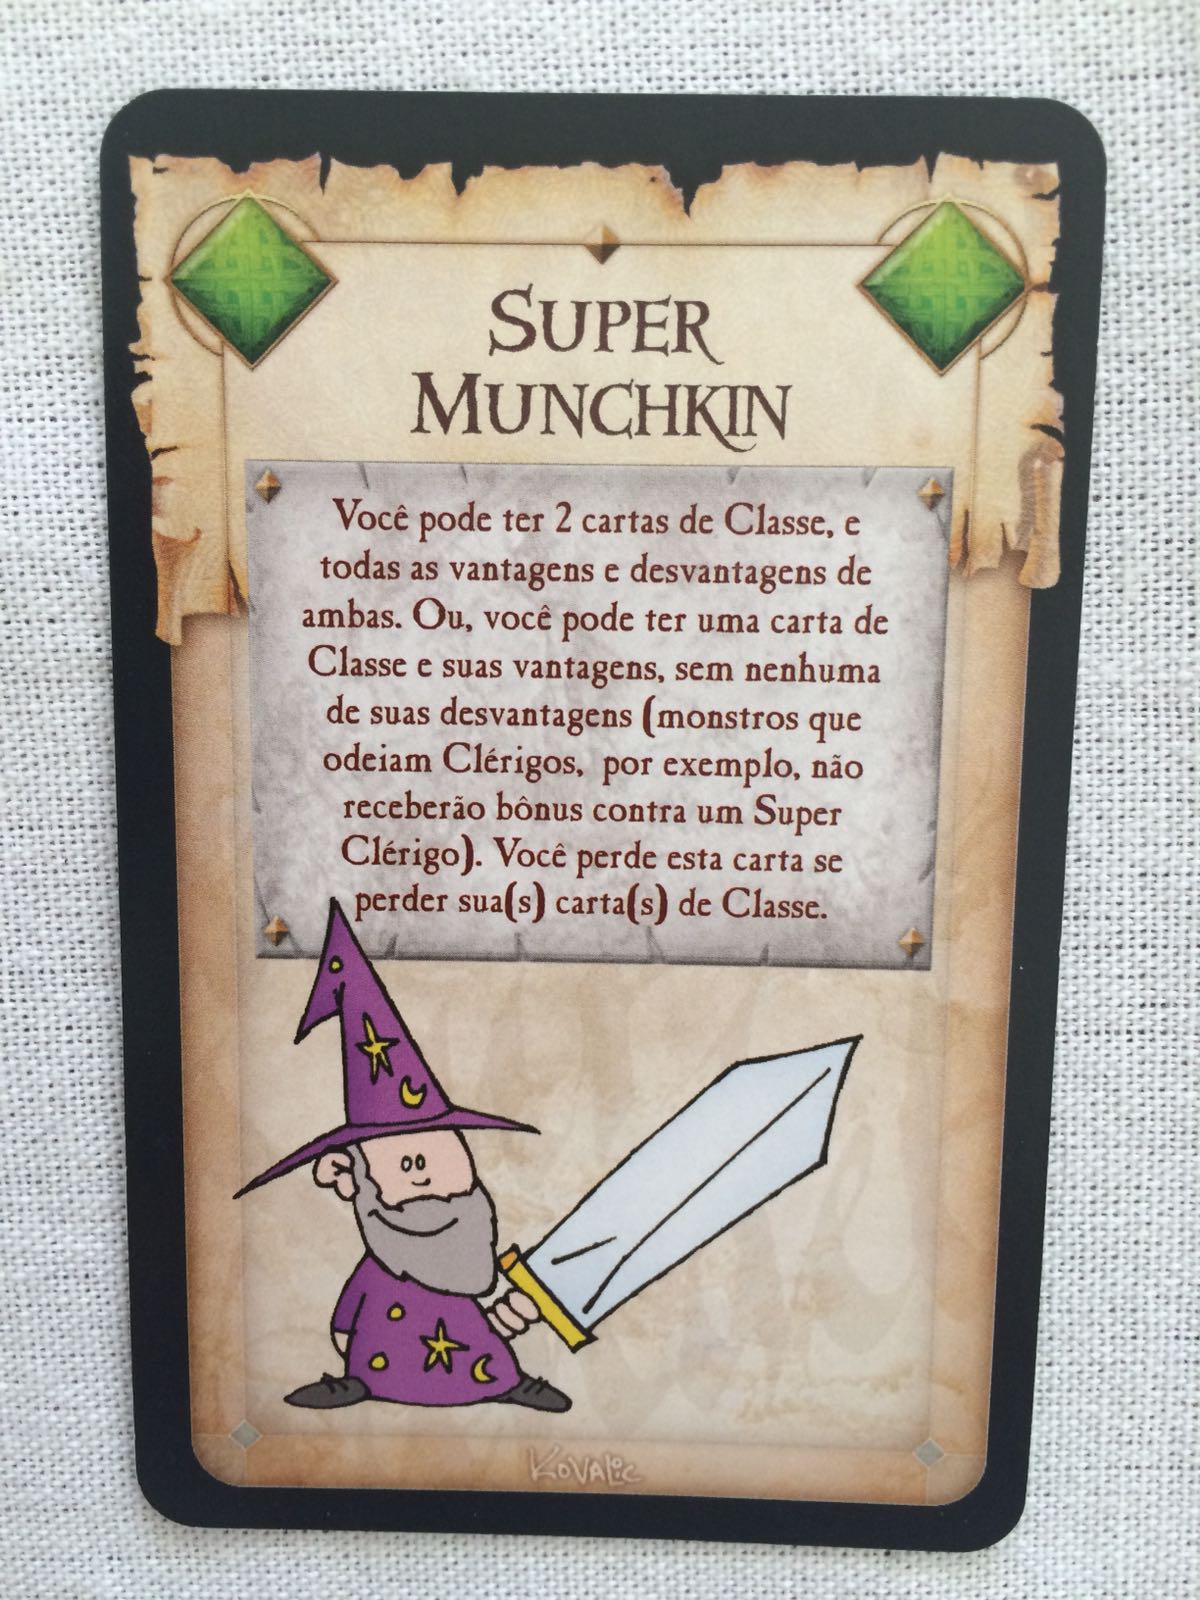 SUPER
MUNCHKIN
Você pode ter 2 cartas de Classe, e
todas as vantagens e desvantagens de
ambas. Ou, você pode ter uma carta de
Classe e suas vantagens, sem nenhuma
de suas desvantagens (monstros que
odeiam Clérigos, por exemplo, não
receberão bônus contra um Super
Clérigo). Você perde esta carta se
perder sua(s) carta(s) de Classe.
KOVALIC